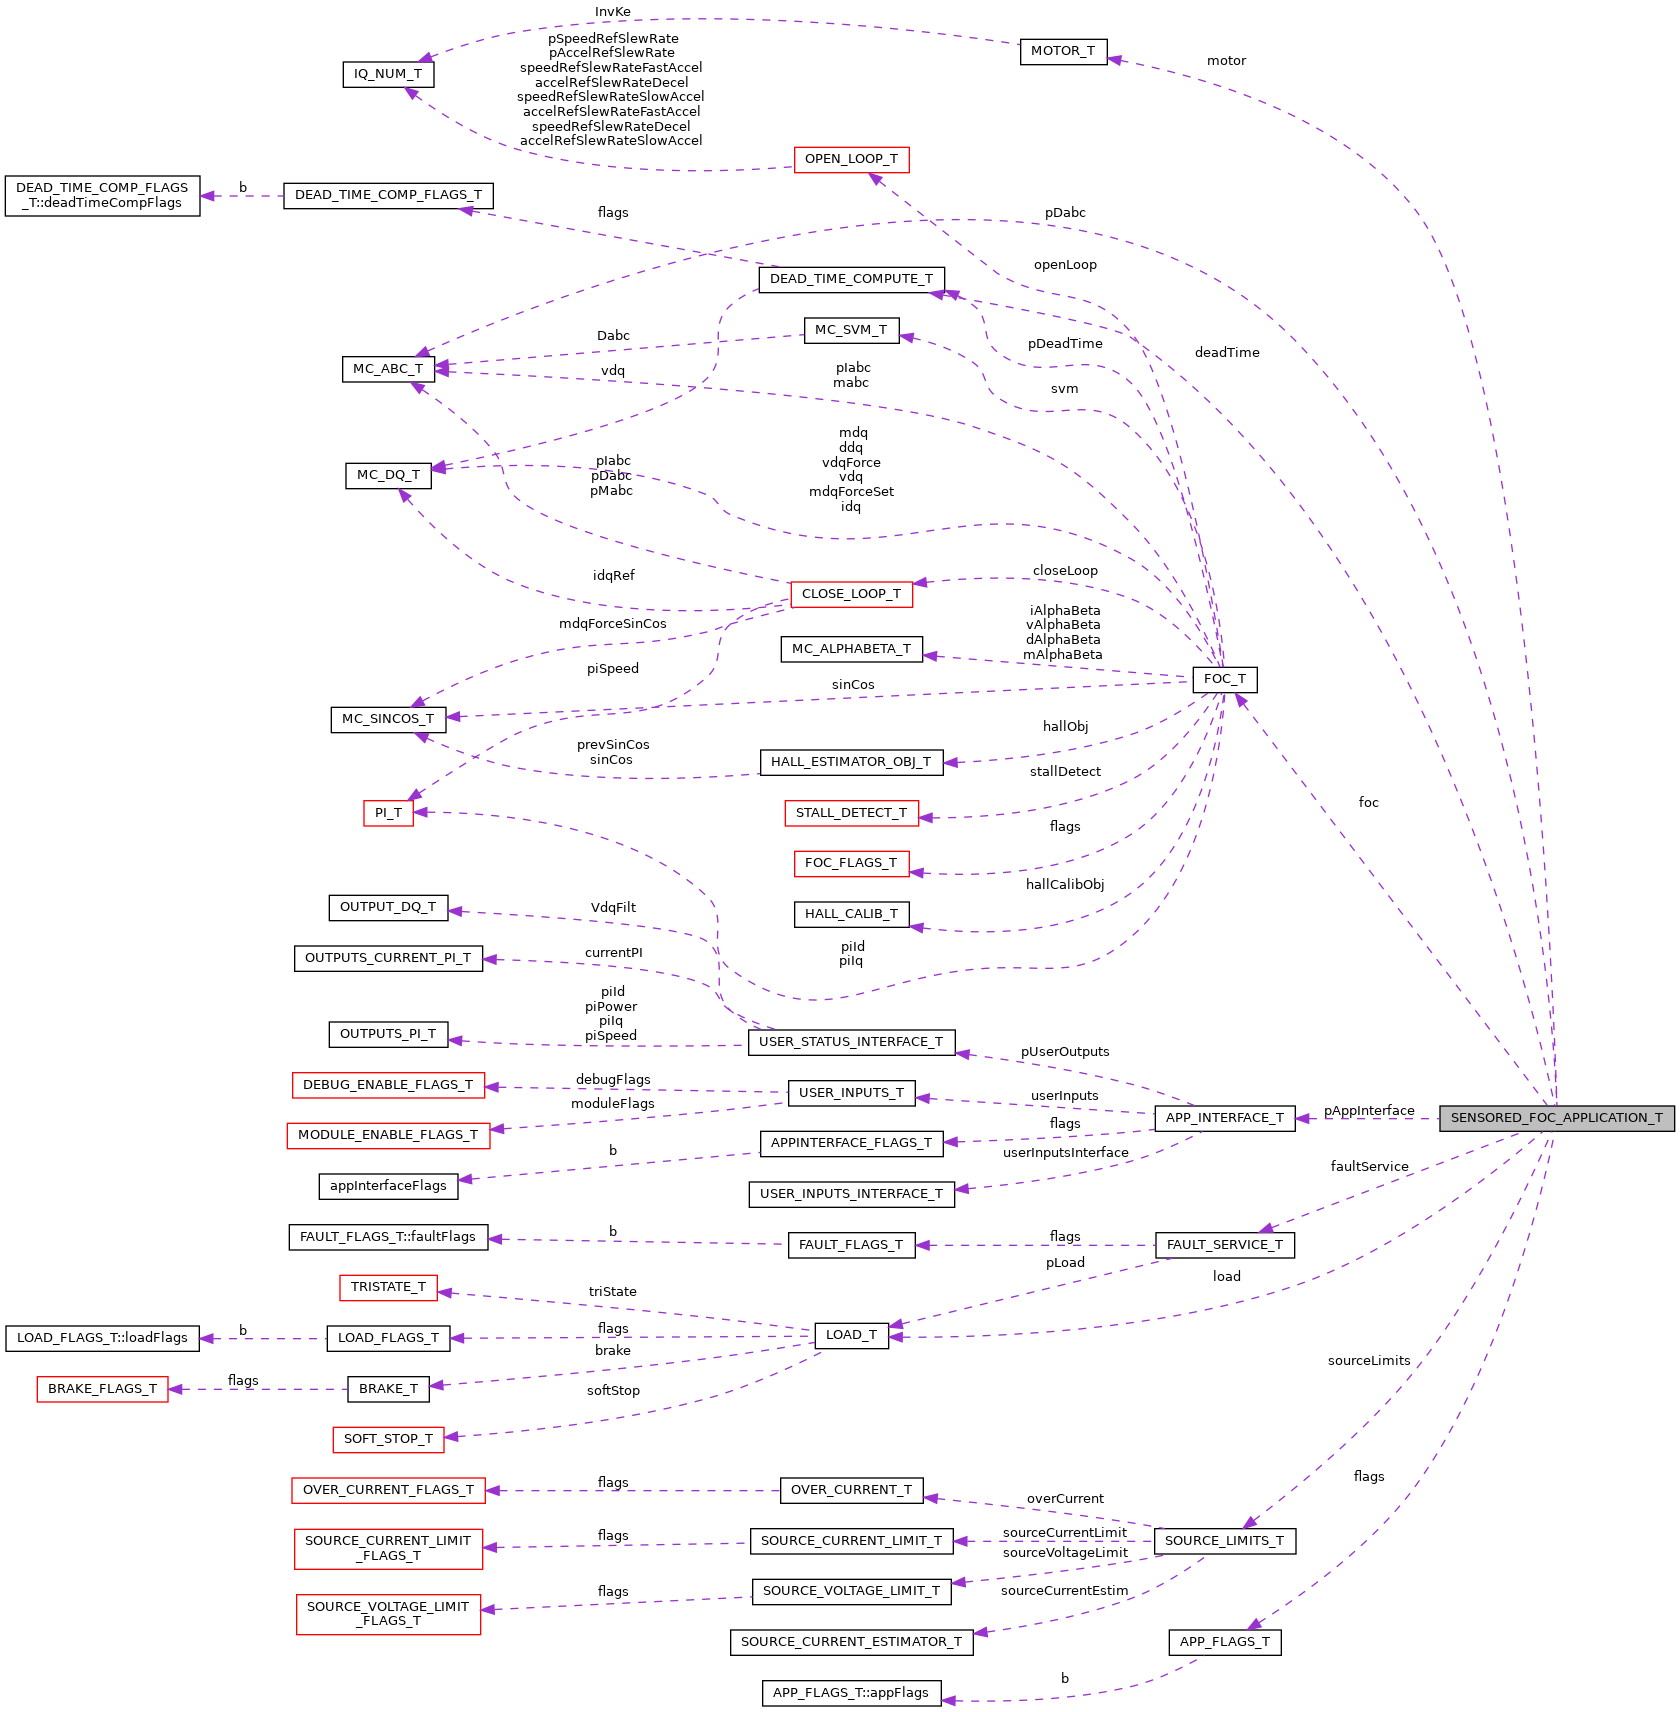 InvKe
MOTOR_T
motor
IQ_NUM_T
pSpeedRefSlewRate
pAccelRefSlewRate
speedRefSlewRateFastAccel
accelRefSlewRateDecel
speedRefSlewRateSlowAccel
accelRefSlewRateFastAccel
speedRefSlewRateDecel
accelRefSlewRateSlowAccel
OPEN_LOOP_T
DEAD_TIME_COMP_FLAGS
_T::deadTimeCompFlags
b
DEAD_TIME_COMP_FLAGS_T
flags
pDabc
openLoop
DEAD_TIME_COMPUTE_T
MC_SVM_T
Dabc
pDeadTime
deadTime
MC_ABC_T
vdq
pIabc
mabc
svm
MC_DQ_T
pIabc
pDabc
pMabc
mdq
ddq
vdqForce
vdq
mdqForceSet
idq
idqRef
CLOSE_LOOP_T
closeLoop
mdqForceSinCos
MC_ALPHABETA_T
iAlphaBeta
vAlphaBeta
dAlphaBeta
mAlphaBeta
piSpeed
sinCos
FOC_T
MC_SINCOS_T
prevSinCos
sinCos
HALL_ESTIMATOR_OBJ_T
hallObj
PI_T
STALL_DETECT_T
stallDetect
foc
FOC_FLAGS_T
flags
OUTPUT_DQ_T
VdqFilt
HALL_CALIB_T
hallCalibObj
OUTPUTS_CURRENT_PI_T
currentPI
piId
piIq
OUTPUTS_PI_T
piId
piPower
piIq
piSpeed
USER_STATUS_INTERFACE_T
pUserOutputs
DEBUG_ENABLE_FLAGS_T
debugFlags
USER_INPUTS_T
userInputs
MODULE_ENABLE_FLAGS_T
moduleFlags
APP_INTERFACE_T
pAppInterface
SENSORED_FOC_APPLICATION_T
APPINTERFACE_FLAGS_T
flags
appInterfaceFlags
b
userInputsInterface
USER_INPUTS_INTERFACE_T
faultService
FAULT_FLAGS_T::faultFlags
b
FAULT_FLAGS_T
flags
FAULT_SERVICE_T
TRISTATE_T
triState
pLoad
load
LOAD_FLAGS_T::loadFlags
b
LOAD_FLAGS_T
flags
LOAD_T
BRAKE_FLAGS_T
flags
BRAKE_T
brake
sourceLimits
SOFT_STOP_T
softStop
OVER_CURRENT_FLAGS_T
flags
OVER_CURRENT_T
overCurrent
flags
SOURCE_CURRENT_LIMIT
_FLAGS_T
flags
SOURCE_CURRENT_LIMIT_T
sourceCurrentLimit
SOURCE_LIMITS_T
SOURCE_VOLTAGE_LIMIT
_FLAGS_T
flags
SOURCE_VOLTAGE_LIMIT_T
sourceVoltageLimit
sourceCurrentEstim
SOURCE_CURRENT_ESTIMATOR_T
APP_FLAGS_T
APP_FLAGS_T::appFlags
b